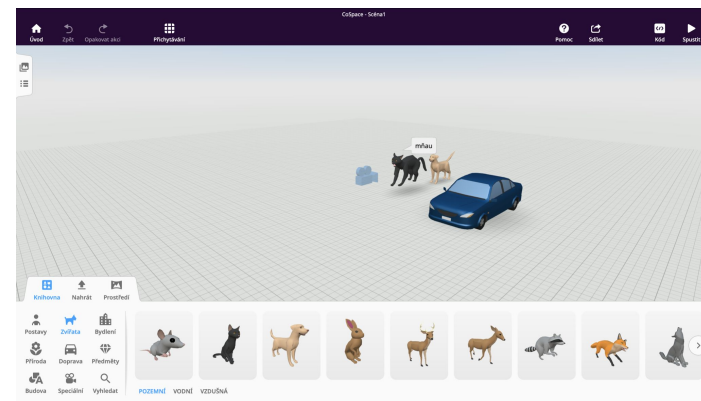 CoSpace - Scéna1
Úvod Zpět Opakovat akci Přichytávání Pomoc Sdílet Kód Spustit
mňau
Knihovna Nahrát Prostředí
Postavy Zvířata Bydlení
Příroda Doprava Předměty
Budova Speciální Vyhledat
POZEMNÍ VODNÍ VZDUŠNÁ